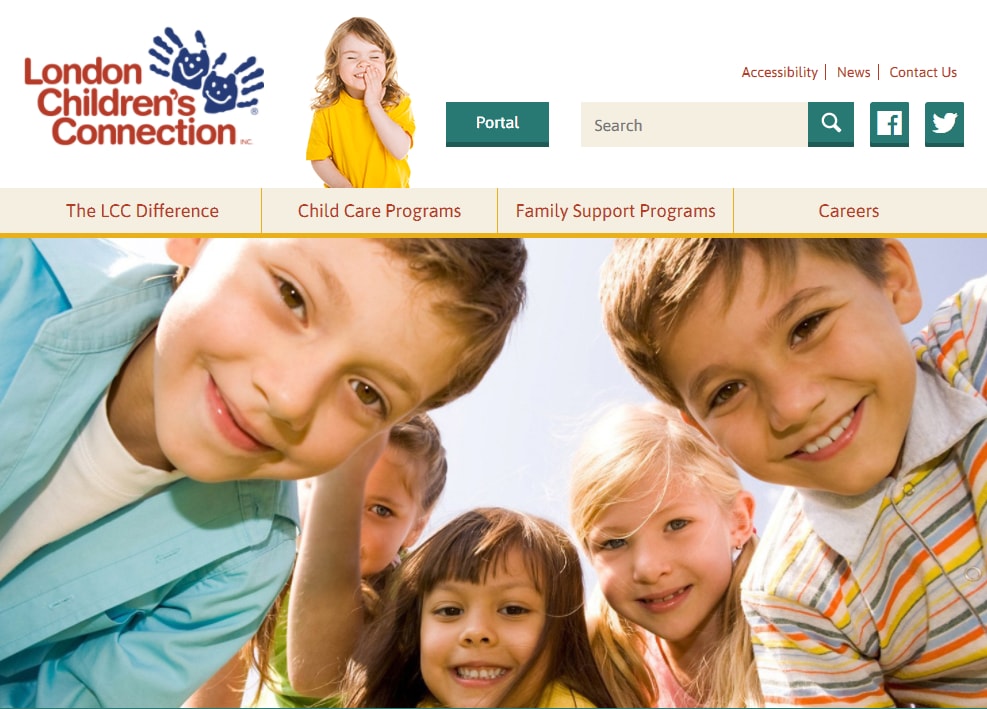 London
Children's
Connection INC.
®
Accessibility
News
Contact Us
Portal
Search
The LCC Difference
Child Care Programs
Family Support Programs
Careers